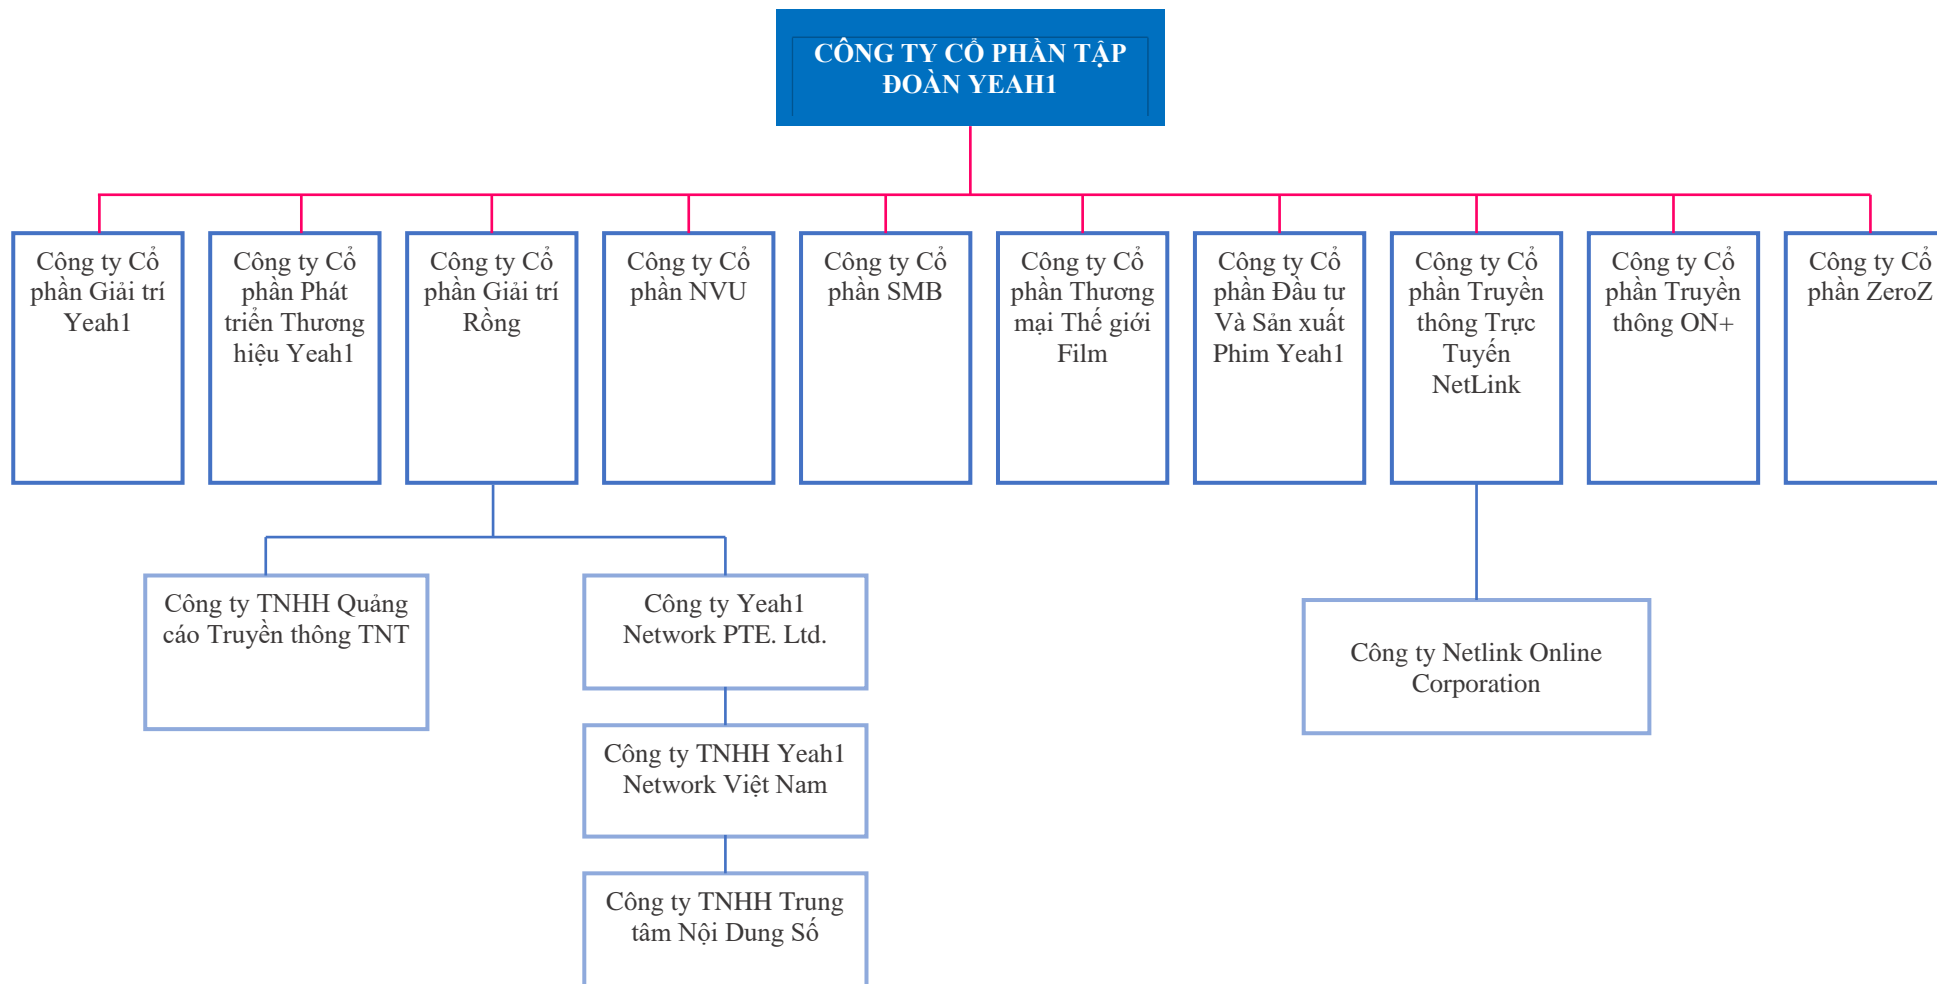 CÔNG TY CỔ PHẦN TẬP
ĐOÀN YEAH1
Công ty Cổ
phần Giải trí
Yeah1
Công ty Cổ
phần Phát
triển Thương
hiệu Yeah1
Công ty Cổ
phần Giải trí
Rồng
Công ty Cổ
phần NVU
Công ty Cổ
phần SMB
Công ty Cổ
phần Thương
mại Thế giới
Film
Công ty Cổ
phần Đầu tư
Và Sản xuất
Phim Yeah1
Công ty Cổ
phần Truyền
thông Trực
Tuyến
NetLink
Công ty Cổ
phần Truyền
thông ON+
Công ty Cổ
phần ZeroZ
Công ty TNHH Quảng
cáo Truyền thông TNT
Công ty Yeah1
Network PTE. Ltd.
Công ty Netlink Online
Corporation
Công ty TNHH Yeah1
Network Việt Nam
Công ty TNHH Trung
tâm Nội Dung Số